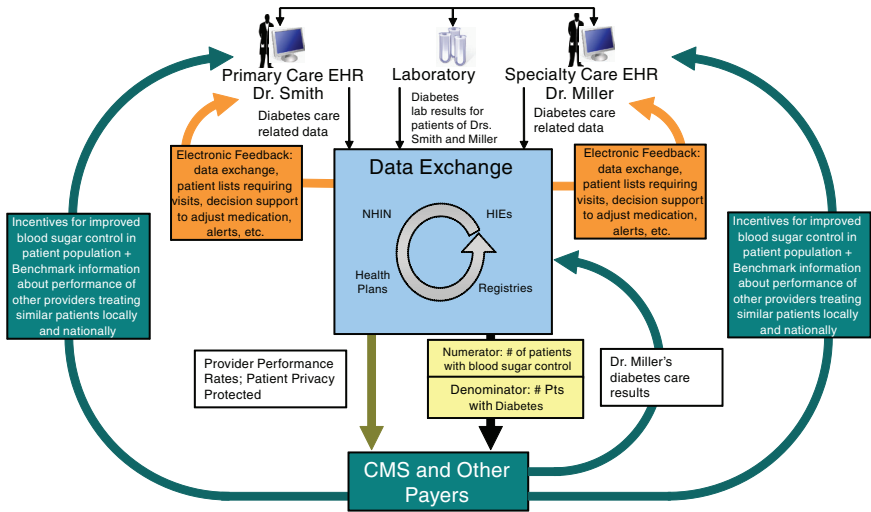 Primary Care EHR
Dr. Smith
Laboratory
Specialty Care EHR
Dr. Miller
Diabetes care
related data
Diabetes
lab results for
patients of Drs.
Smith and Miller
Diabetes care
related data
Electronic Feedback:
data exchange,
patient lists requiring
visits, decision support
to adjust medication,
alerts, etc.
Data Exchange
NHIN
HIEs
Health
Plans
Registries
Electronic Feedback:
data exchange,
patient lists requiring
visits, decision support
to adjust medication,
alerts, etc.
Incentives for improved
blood sugar control in
patient population +
Benchmark information
about performance of
other providers treating
similar patients locally
and nationally
Incentives for improved
blood sugar control in
patient population +
Benchmark information
about performance of
other providers treating
similar patients locally
and nationally
Provider Performance
Rates; Patient Privacy
Protected
Numerator: # of patients
with blood sugar control
Denominator: # Pts
with Diabetes
Dr. Miller's
diabetes care
results
CMS and Other
Payers